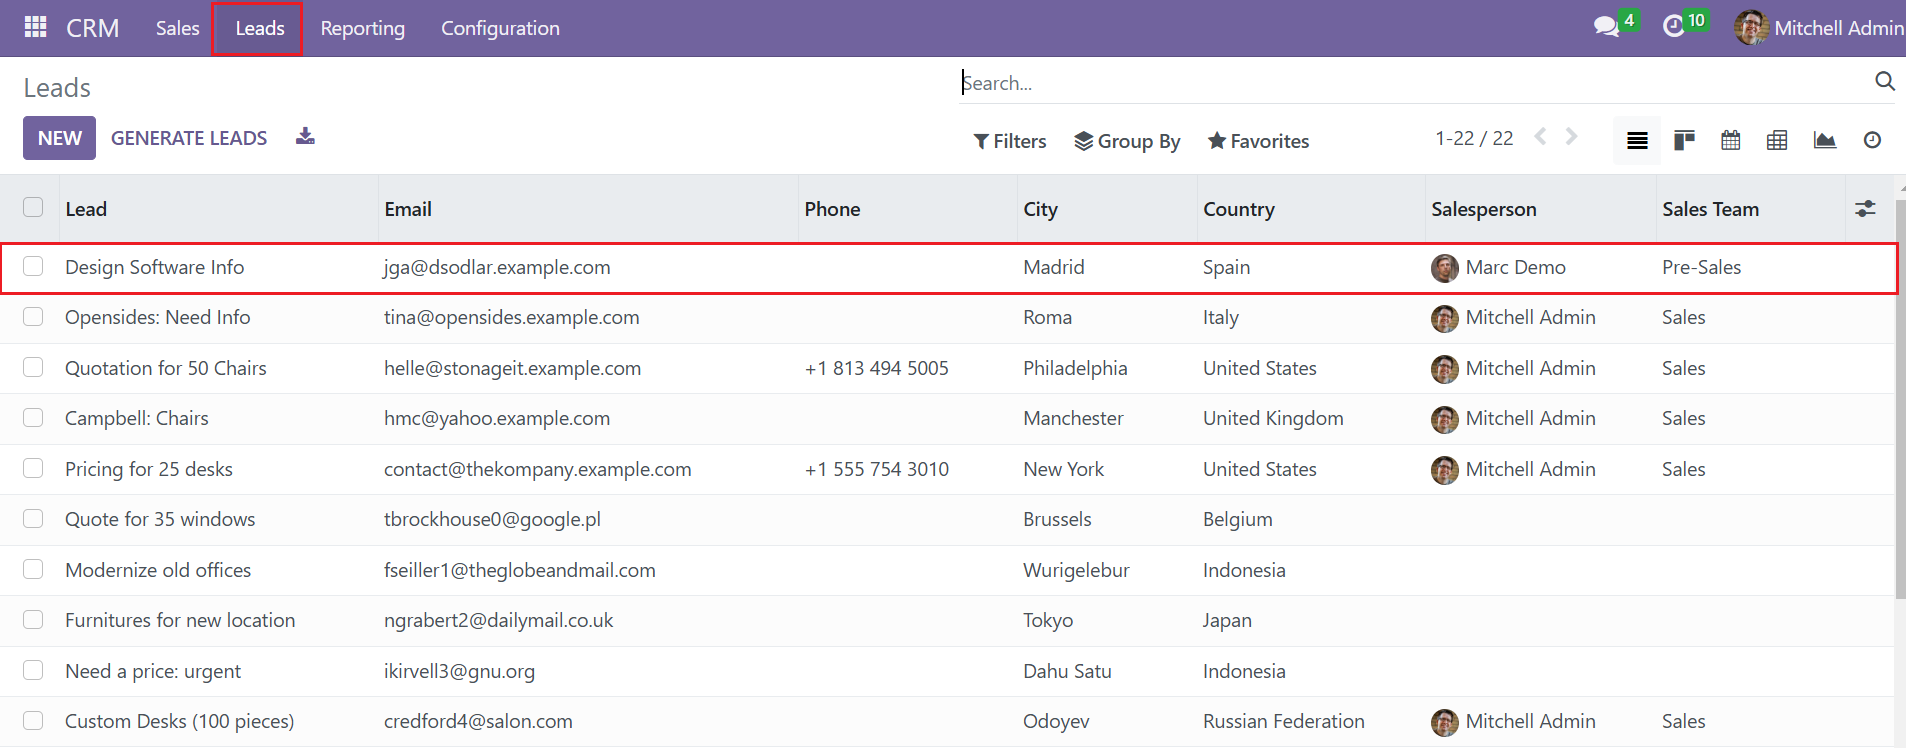 CRM Sales Leads Reporting Configuration 4 10 Mitchell Admin
Leads Search...
NEW GENERATE LEADS Filters Group By Favorites 1-22 / 22
Lead Email Phone City Country Salesperson Sales Team
Design Software Info jga@dsodlar.example.com Madrid Spain Marc Demo Pre-Sales
Opensides: Need Info tina@opensides.example.com Roma Italy Mitchell Admin Sales
Quotation for 50 Chairs helle@stonageit.example.com +1 813 494 5005 Philadelphia United States Mitchell Admin Sales
Campbell: Chairs hmc@yahoo.example.com Manchester United Kingdom Mitchell Admin Sales
Pricing for 25 desks contact@thekompany.example.com +1 555 754 3010 New York United States Mitchell Admin Sales
Quote for 35 windows tbrockhouse0@google.pl Brussels Belgium
Modernize old offices fseiller1@theglobeandmail.com Wurigelebur Indonesia
Furnitures for new location ngrabert2@dailymail.co.uk Tokyo Japan
Need a price: urgent ikirvell3@gnu.org Dahu Satu Indonesia
Custom Desks (100 pieces) credford4@salon.com Odoyev Russian Federation Mitchell Admin Sales